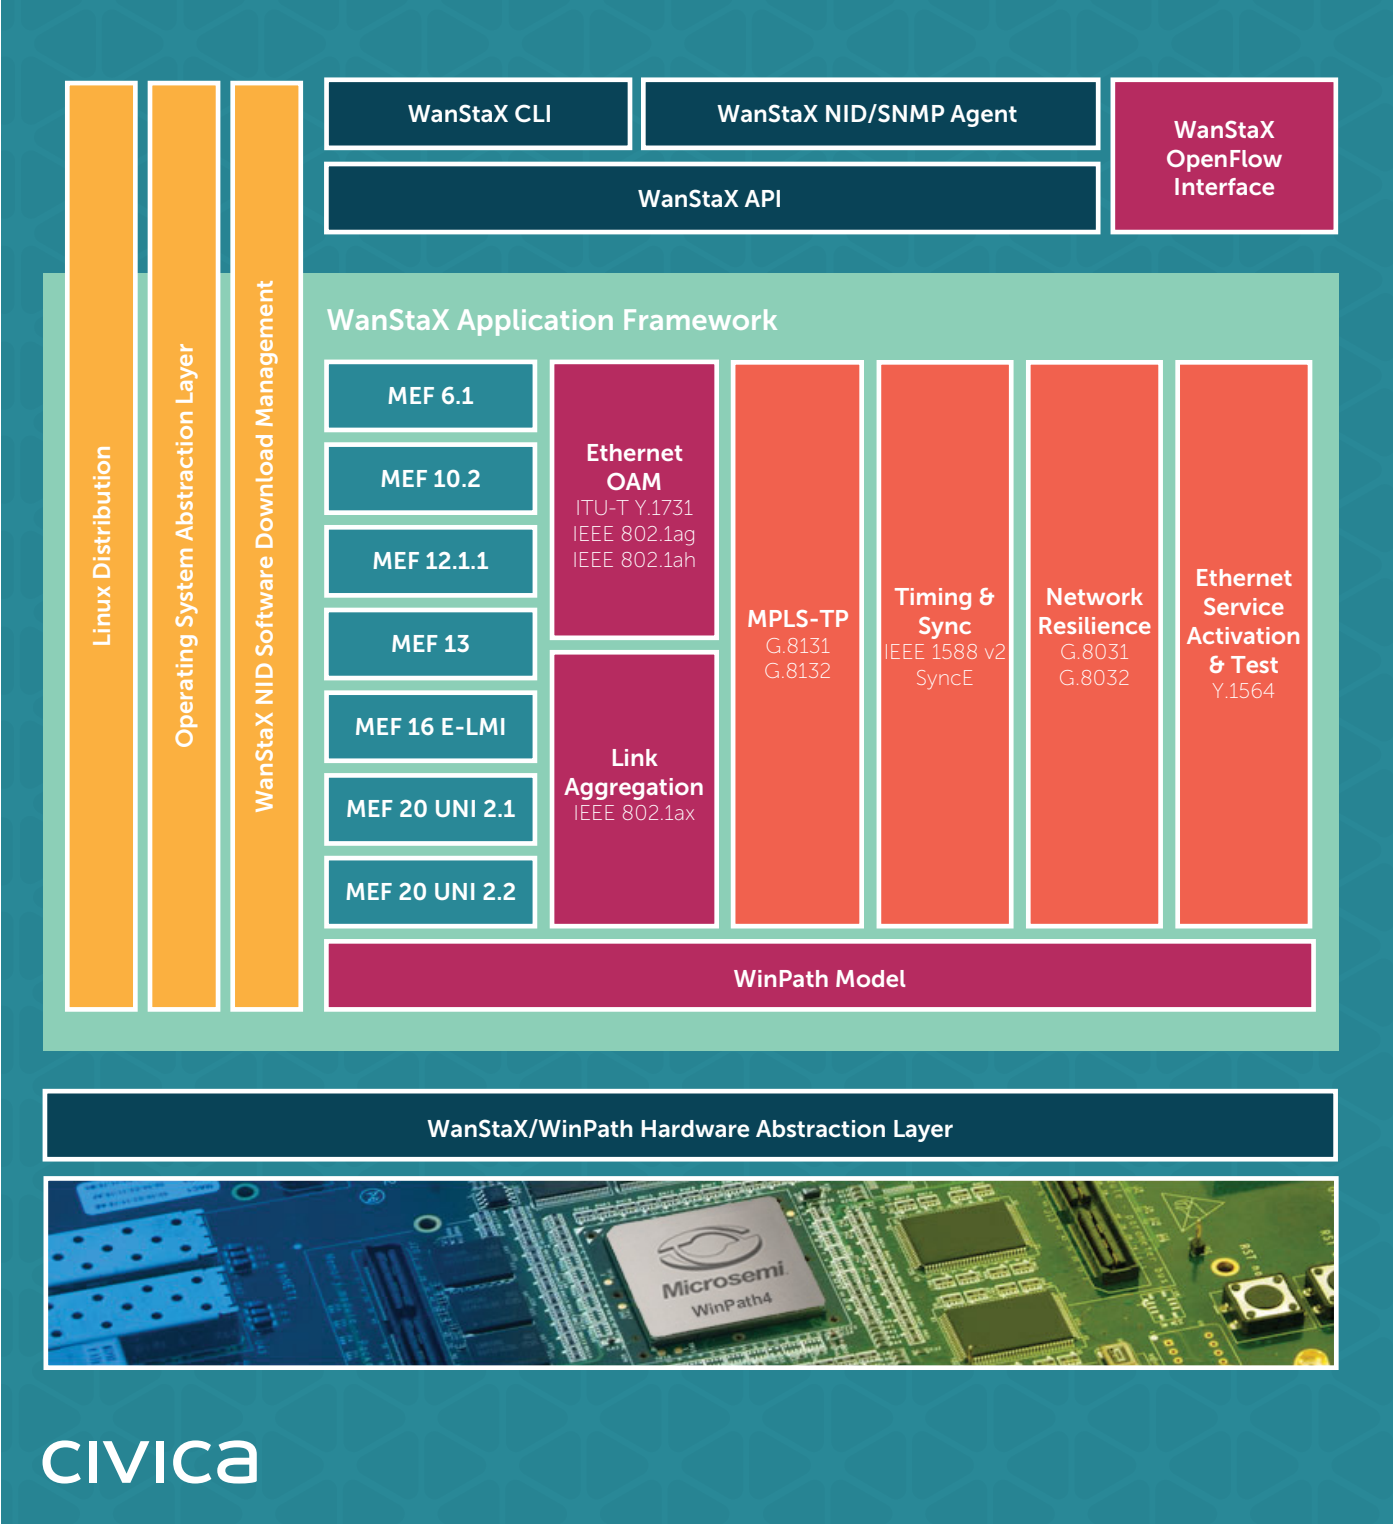 WanStaX CLI
WanStaX NID/SNMP Agent
WanStaX
OpenFlow
Interface
WanStaX API
Linux Distribution
Operating System Abstraction Layer
WanStaX NID Software Download Management
WanStaX Application Framework
MEF 6.1
MEF 10.2
MEF 12.1.1
MEF 13
MEF 16 E-LMI
MEF 20 UNI 2.1
MEF 20 UNI 2.2
Ethernet
OAM
ITU-T Y.1731
IEEE 802.1ag
IEEE 802.1ah
Link
Aggregation
IEEE 802.1ax
MPLS-TP
G.8131
G.8132
Timing &
Sync
IEEE 1588 v2
SyncE
Network
Resilience
G.8031
G.8032
Ethernet
Service
Activation
& Test
Y.1564
WinPath Model
WanStaX/WinPath Hardware Abstraction Layer
Microsemi
WinPath4
CIVICA